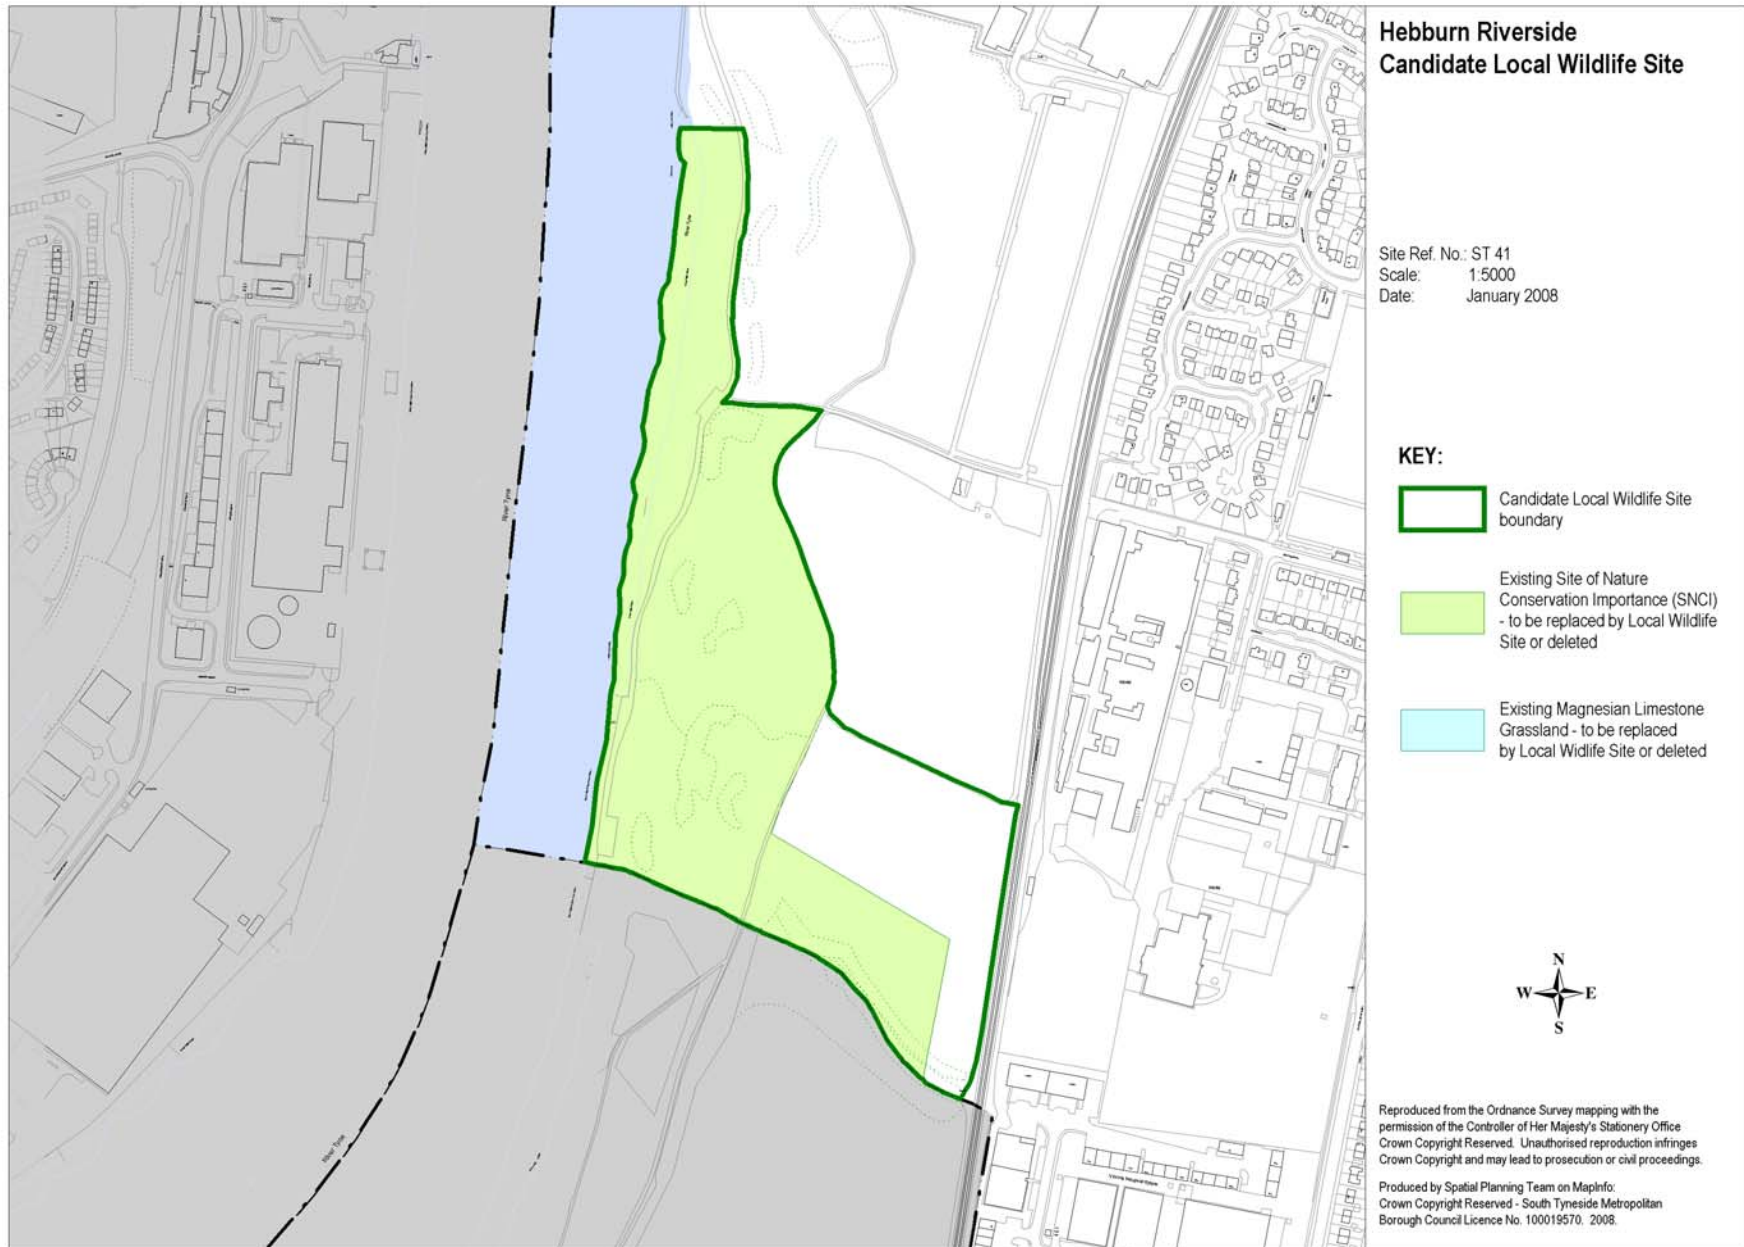 Hebburn Riverside
Candidate Local Wildlife Site
Site Ref. No.: ST 41
Scale: 1:5000
Date: January 2008
KEY:
Candidate Local Wildlife Site
boundary
Existing Site of Nature
Conservation Importance (SNCI)
- to be replaced by Local Wildlife
Site or deleted
Existing Magnesian Limestone
Grassland - to be replaced
by Local Widlife Site or deleted
N
W E
S
Reproduced from the Ordnance Survey mapping with the
permission of the Controller of Her Majesty's Stationery Office
Crown Copyright Reserved. Unauthorised reproduction infringes
Crown Copyright and may lead to prosecution or civil proceedings.
Produced by Spatial Planning Team on MapInfo:
Crown Copyright Reserved - South Tyneside Metropolitan
Borough Council Licence No. 100019570. 2008.
River Tyne
River Tyne
River Tyne